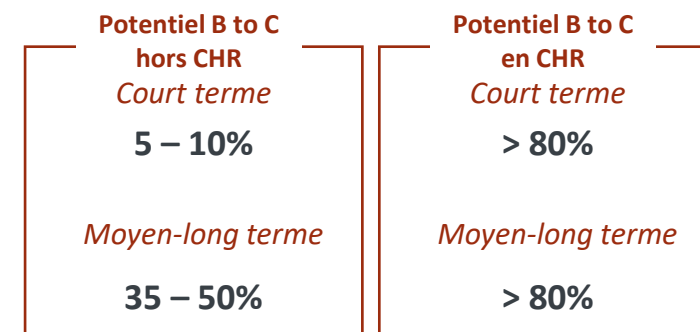 Potentiel B to C
hors CHR
Court terme
5 – 10%
Moyen-long terme
35 – 50%
Potentiel B to C
en CHR
Court terme
> 80%
Moyen-long terme
> 80%